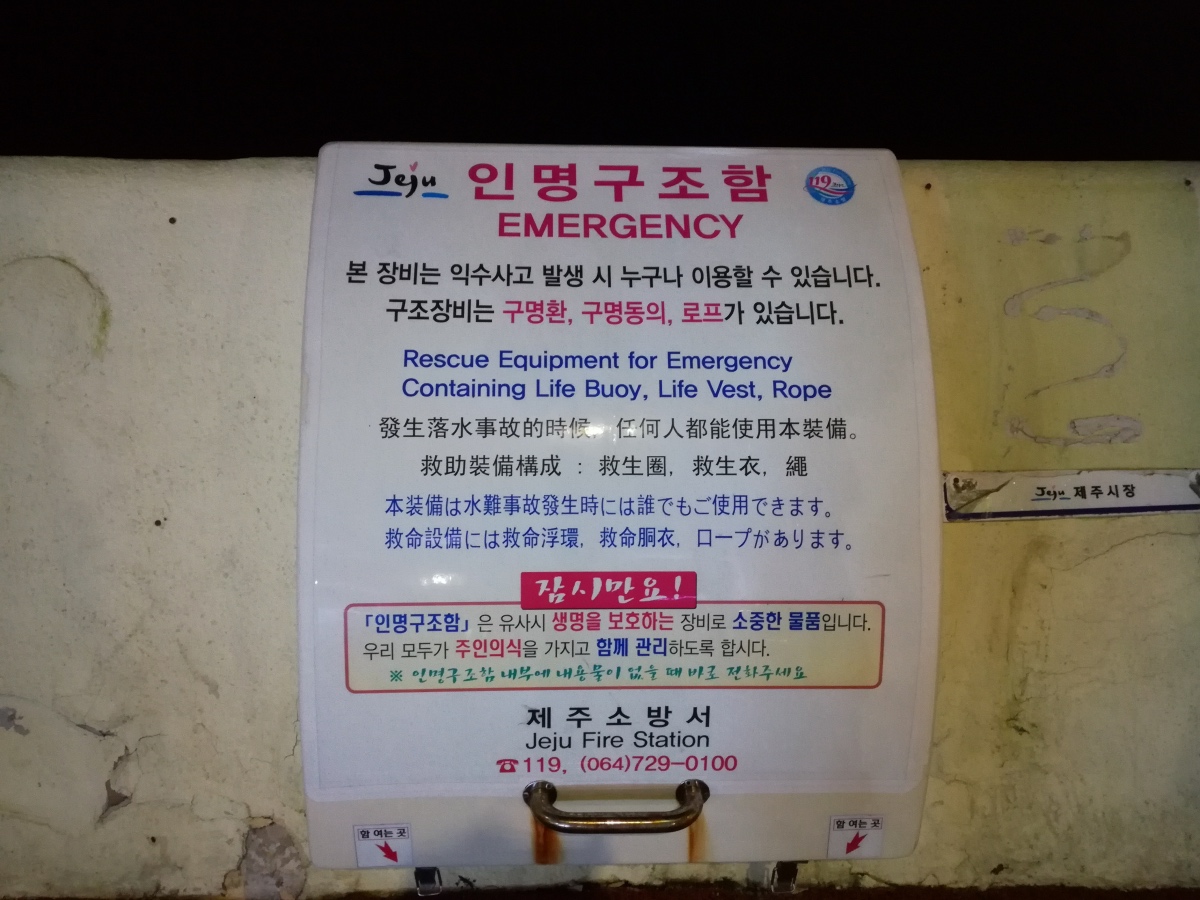 Jeju 인명구조함 119
EMERGENCY
본 장비는 익수사고 발생 시 누구나 이용할 수 있습니다.
구조장비는 구명환, 구명동의, 로프가 있습니다.
Rescue Equipment for Emergency
Containing Life Buoy, Life Vest, Rope
發生落水事故的時候，任何人都能使用本裝備。
救助裝備構成 : 救生圈, 救生衣, 繩
本装備は水難事故發生時には誰でもご使用できます。
救命設備には救命浮環, 救命胴衣, ロープがあります。
잠시만요!
「인명구조함」은 유사시 생명을 보호하는 장비로 소중한 물품입니다.
우리 모두가 주인의식을 가지고 함께 관리하도록 합시다.
※ 인명구조함 내부에 내용물이 없을 때 바로 전화주세요
제주소방서
Jeju Fire Station
☎119, (064)729-0100
함 여는 곳
함 여는 곳
Jeju 제주시장